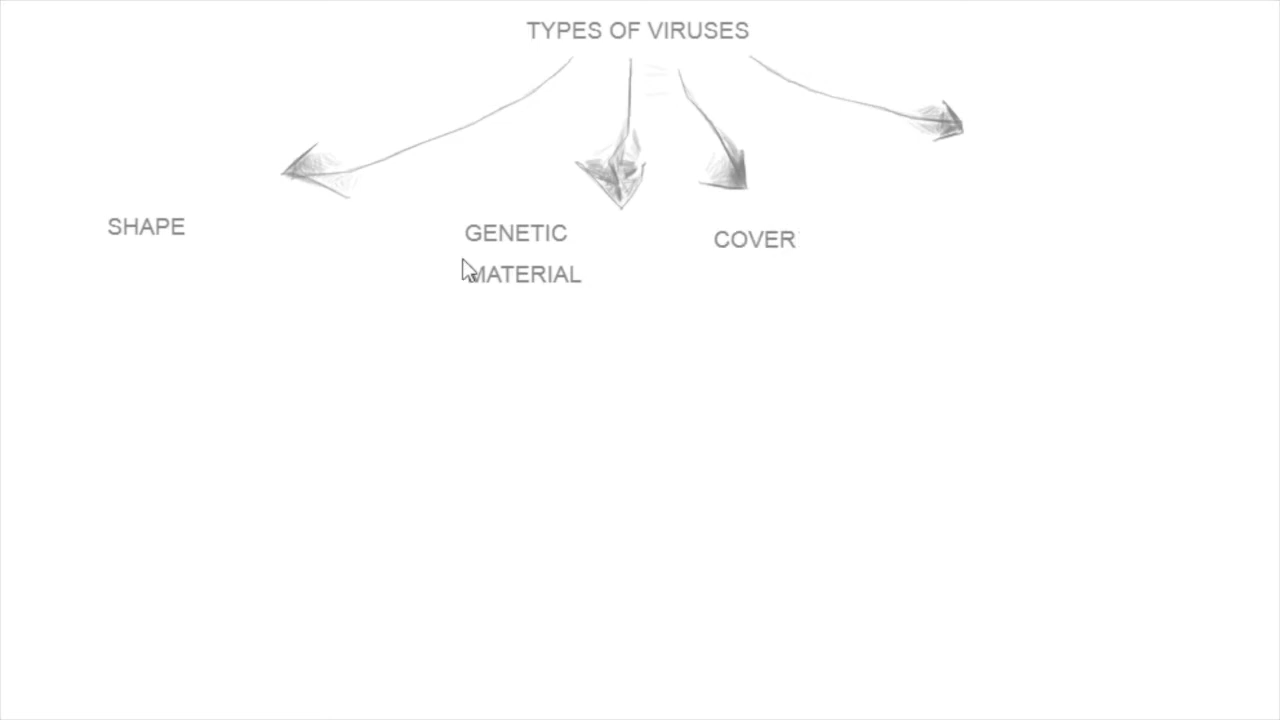 TYPES OF VIRUSES
SHAPE
GENETIC
MATERIAL
COVER